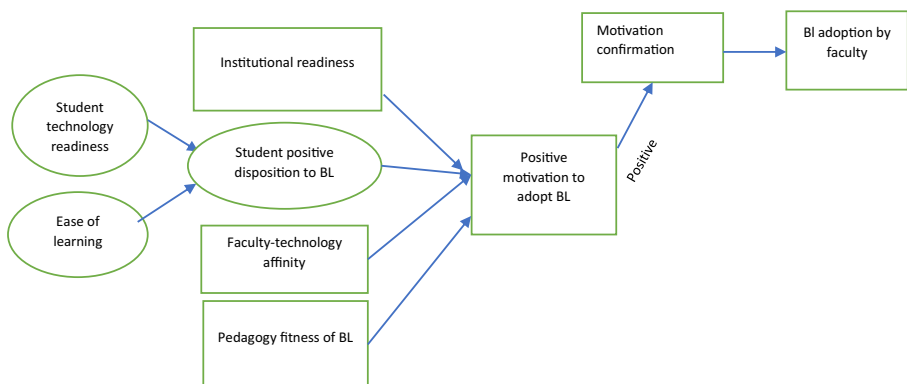 Student
technology
readiness
Ease of
learning
Institutional readiness
Student positive
disposition to BL
Faculty-technology
affinity
Pedagogy fitness of BL
Positive
motivation to
adopt BL
Positive
Motivation
confirmation
Bl adoption by
faculty